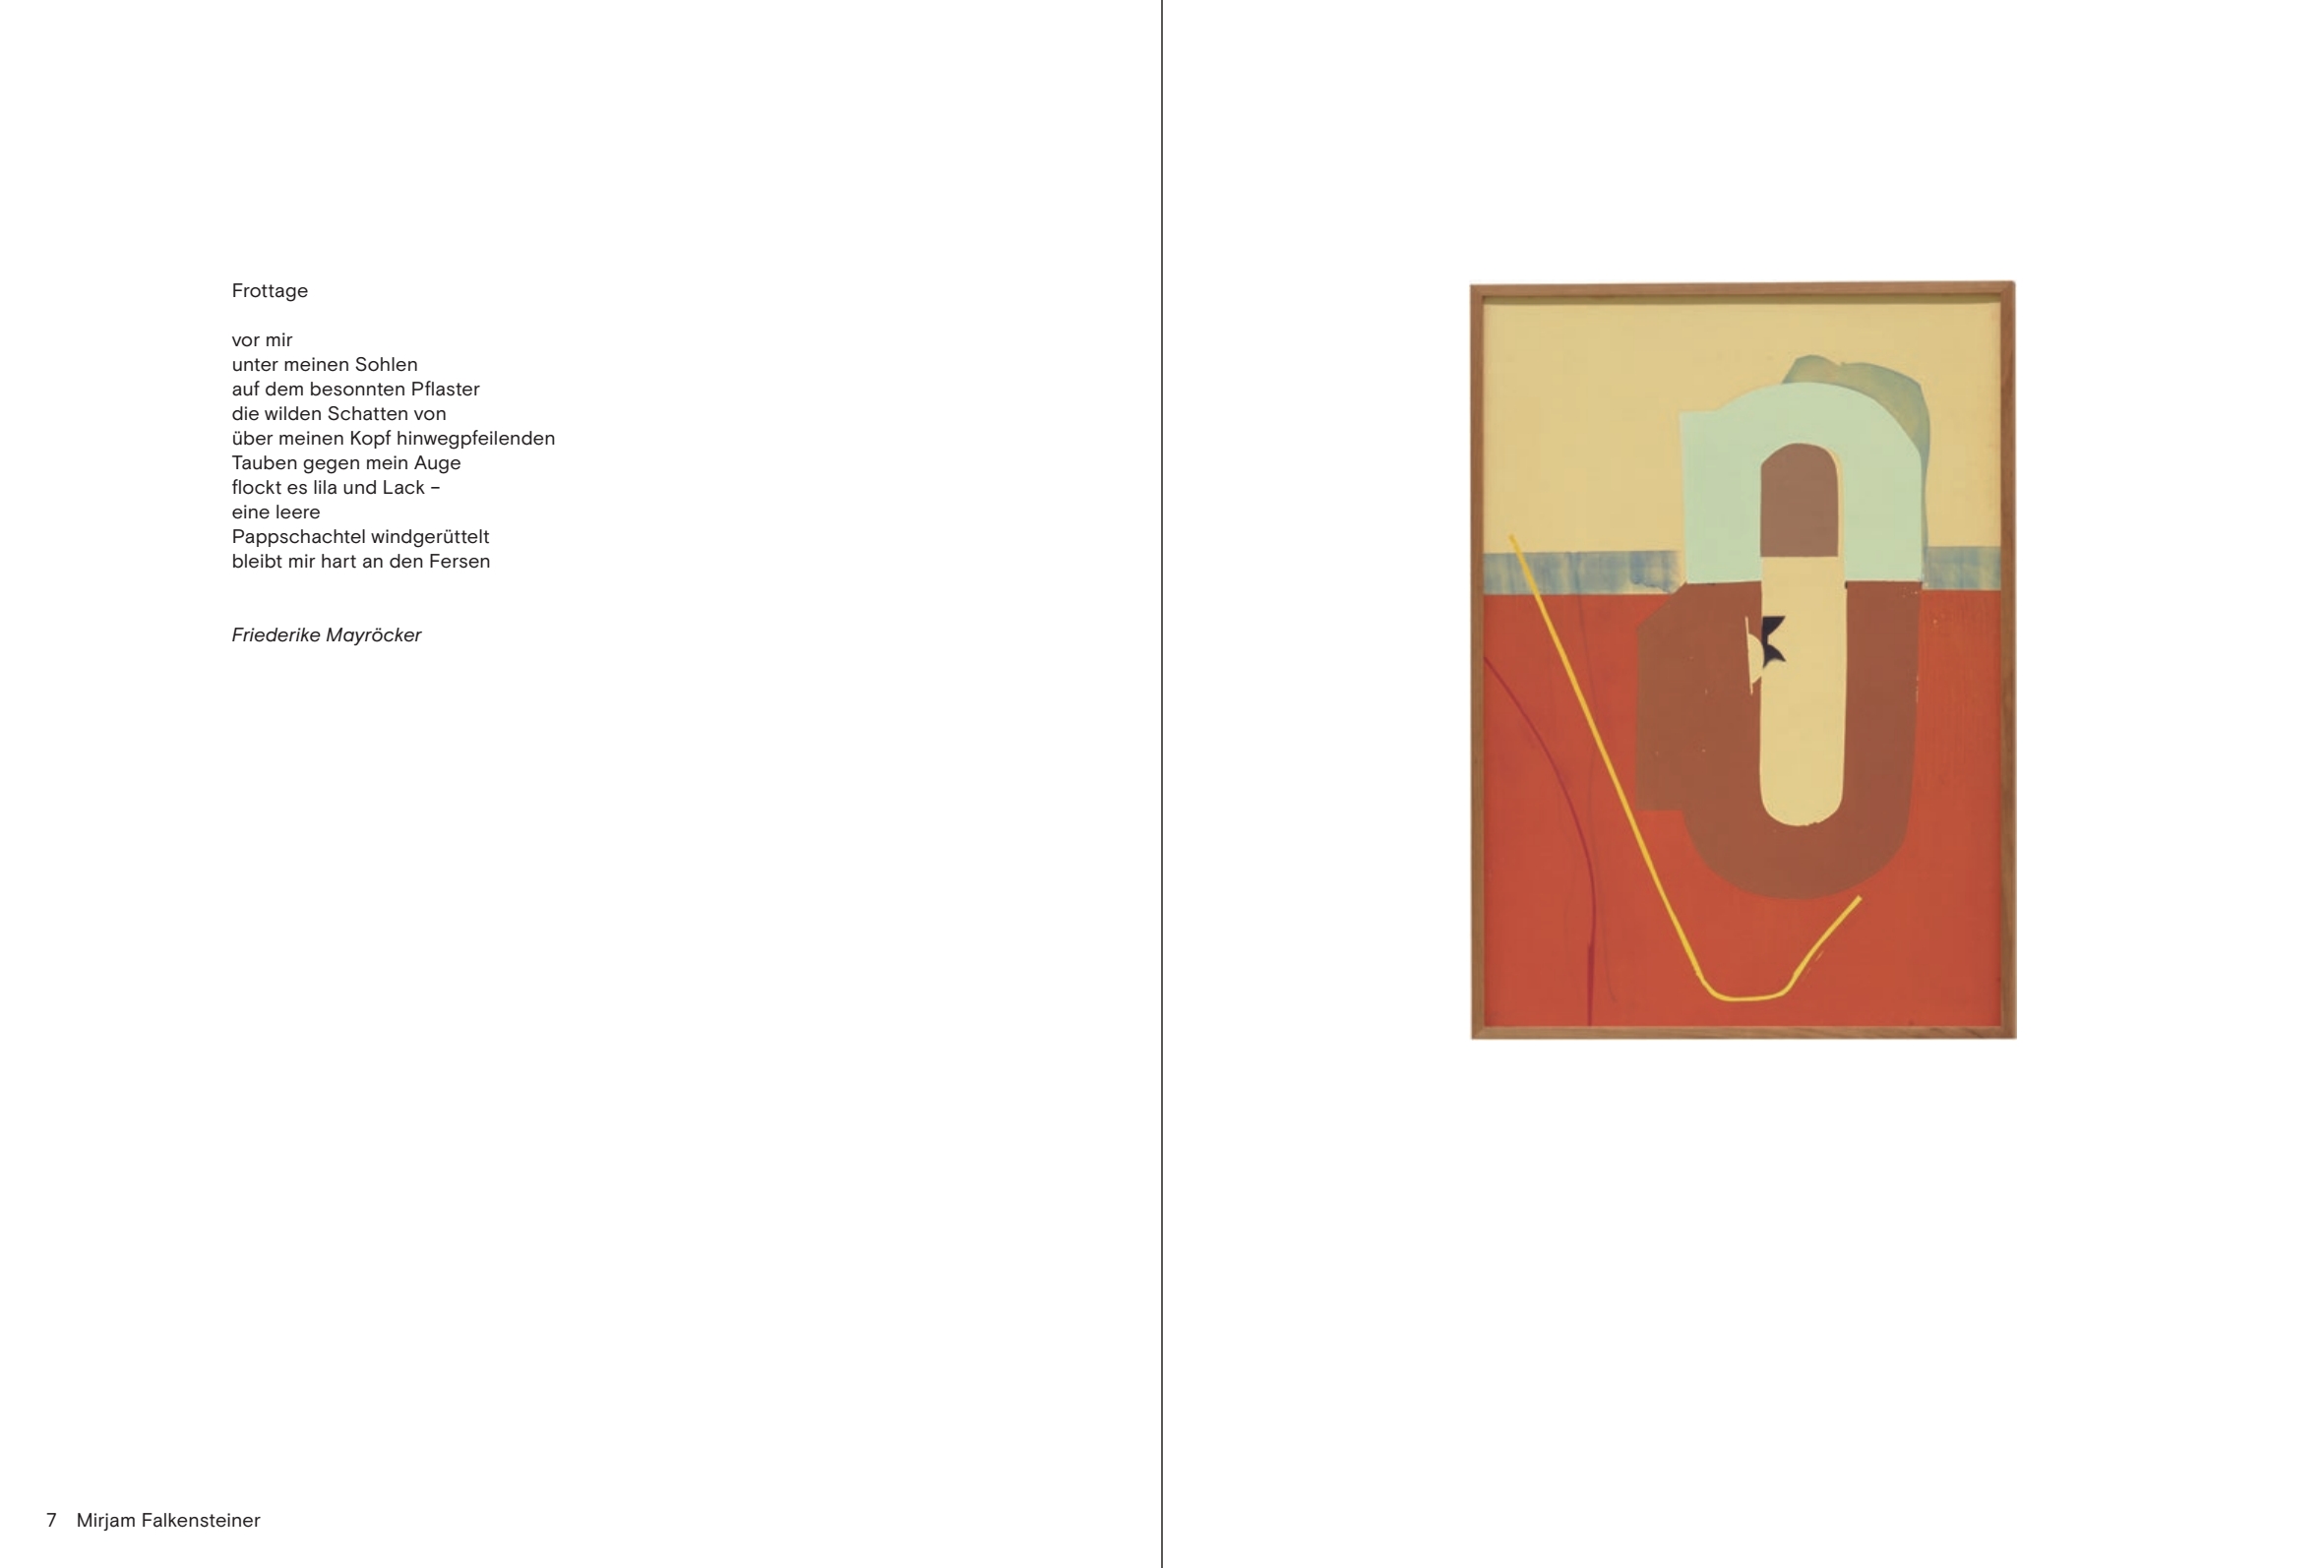 Frottage
vor mir
unter meinen Sohlen
auf dem besonnten Pflaster
die wilden Schatten von
über meinen Kopf hinwegpfeilenden
Tauben gegen mein Auge
flockt es lila und Lack –
eine leere
Pappschachtel windgerüttelt
bleibt mir hart an den Fersen
Friederike Mayröcker
7 Mirjam Falkensteiner